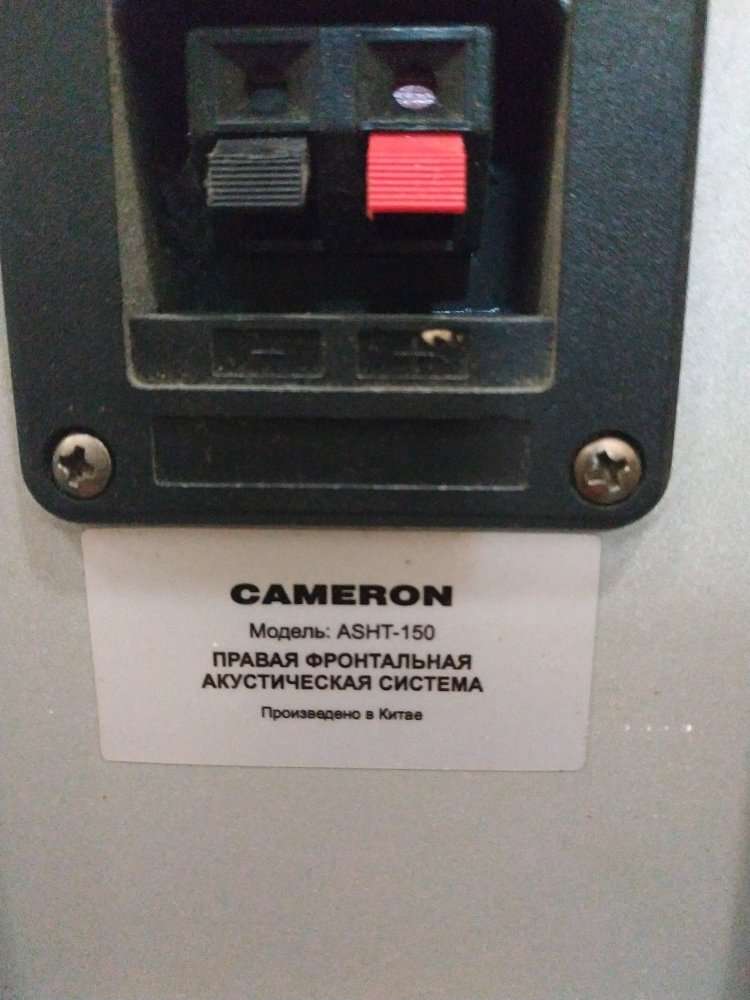 CAMERON
Модель: ASHT-150
ПРАВАЯ ФРОНТАЛЬНАЯ
АКУСТИЧЕСКАЯ СИСТЕМА
Произведено в Китае